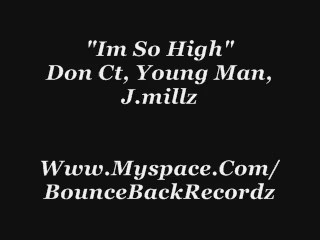 "Im So High"
Don Ct, Young Man,
J.millz
Www.Myspace.Com/
BounceBackRecordz